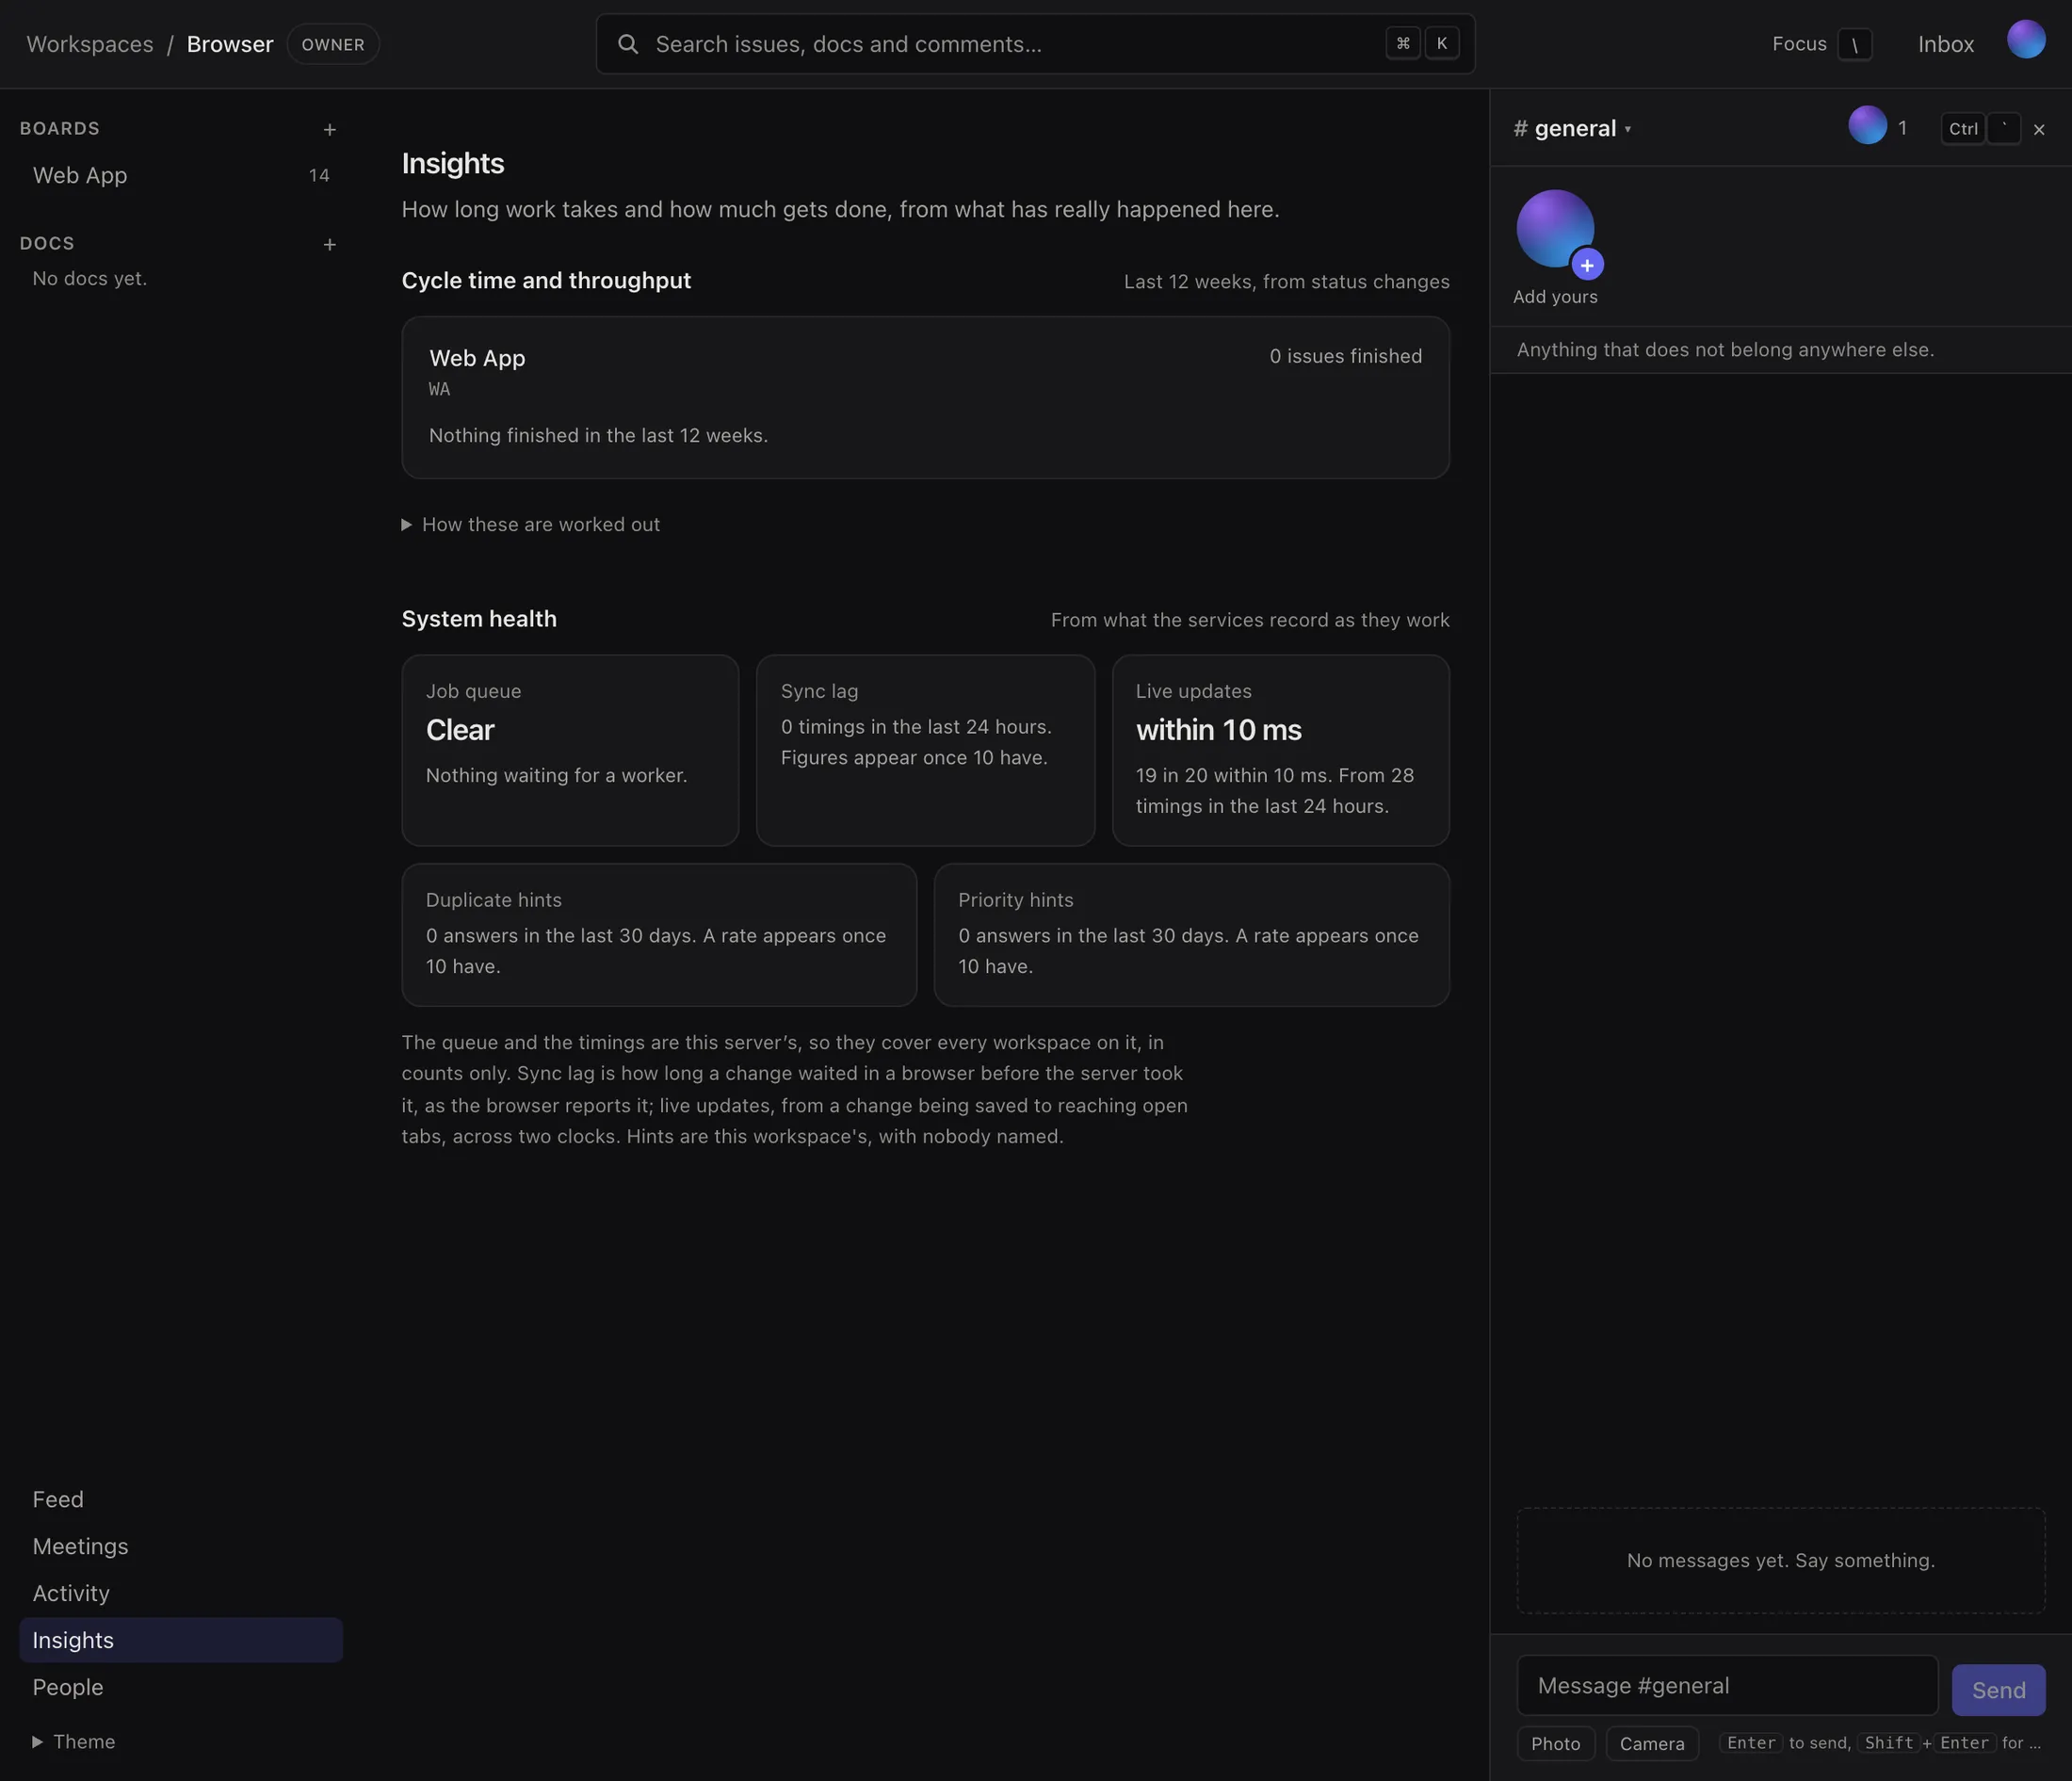 Workspaces / Browser OWNER
Search issues, docs and comments...
⌘ K
Focus \
Inbox
BOARDS +
Web App 14
DOCS +
No docs yet.
Insights
How long work takes and how much gets done, from what has really happened here.
Cycle time and throughput
Last 12 weeks, from status changes
Web App
0 issues finished
WA
Nothing finished in the last 12 weeks.
▶ How these are worked out
System health
From what the services record as they work
Job queue
Clear
Nothing waiting for a worker.
Sync lag
0 timings in the last 24 hours.
Figures appear once 10 have.
Live updates
within 10 ms
19 in 20 within 10 ms. From 28
timings in the last 24 hours.
Duplicate hints
0 answers in the last 30 days. A rate appears once
10 have.
Priority hints
0 answers in the last 30 days. A rate appears once
10 have.
The queue and the timings are this server’s, so they cover every workspace on it, in
counts only. Sync lag is how long a change waited in a browser before the server took
it, as the browser reports it; live updates, from a change being saved to reaching open
tabs, across two clocks. Hints are this workspace's, with nobody named.
Feed
Meetings
Activity
Insights
People
▶ Theme
# general ▾
1
Ctrl ` ×
+
Add yours
Anything that does not belong anywhere else.
No messages yet. Say something.
Message #general
Send
Photo
Camera
Enter to send, Shift+Enter for ...